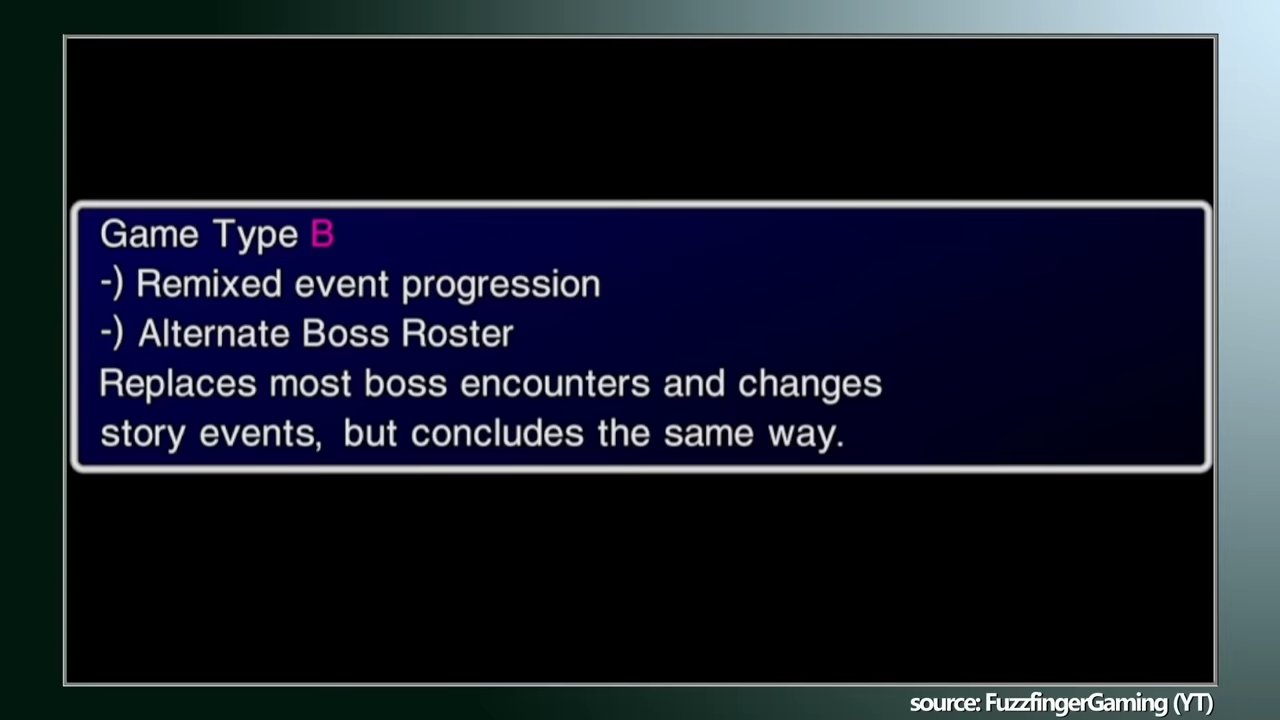 Game Type B
-) Remixed event progression
-) Alternate Boss Roster
Replaces most boss encounters and changes
story events, but concludes the same way.
source: FuzzfingerGaming (YT)